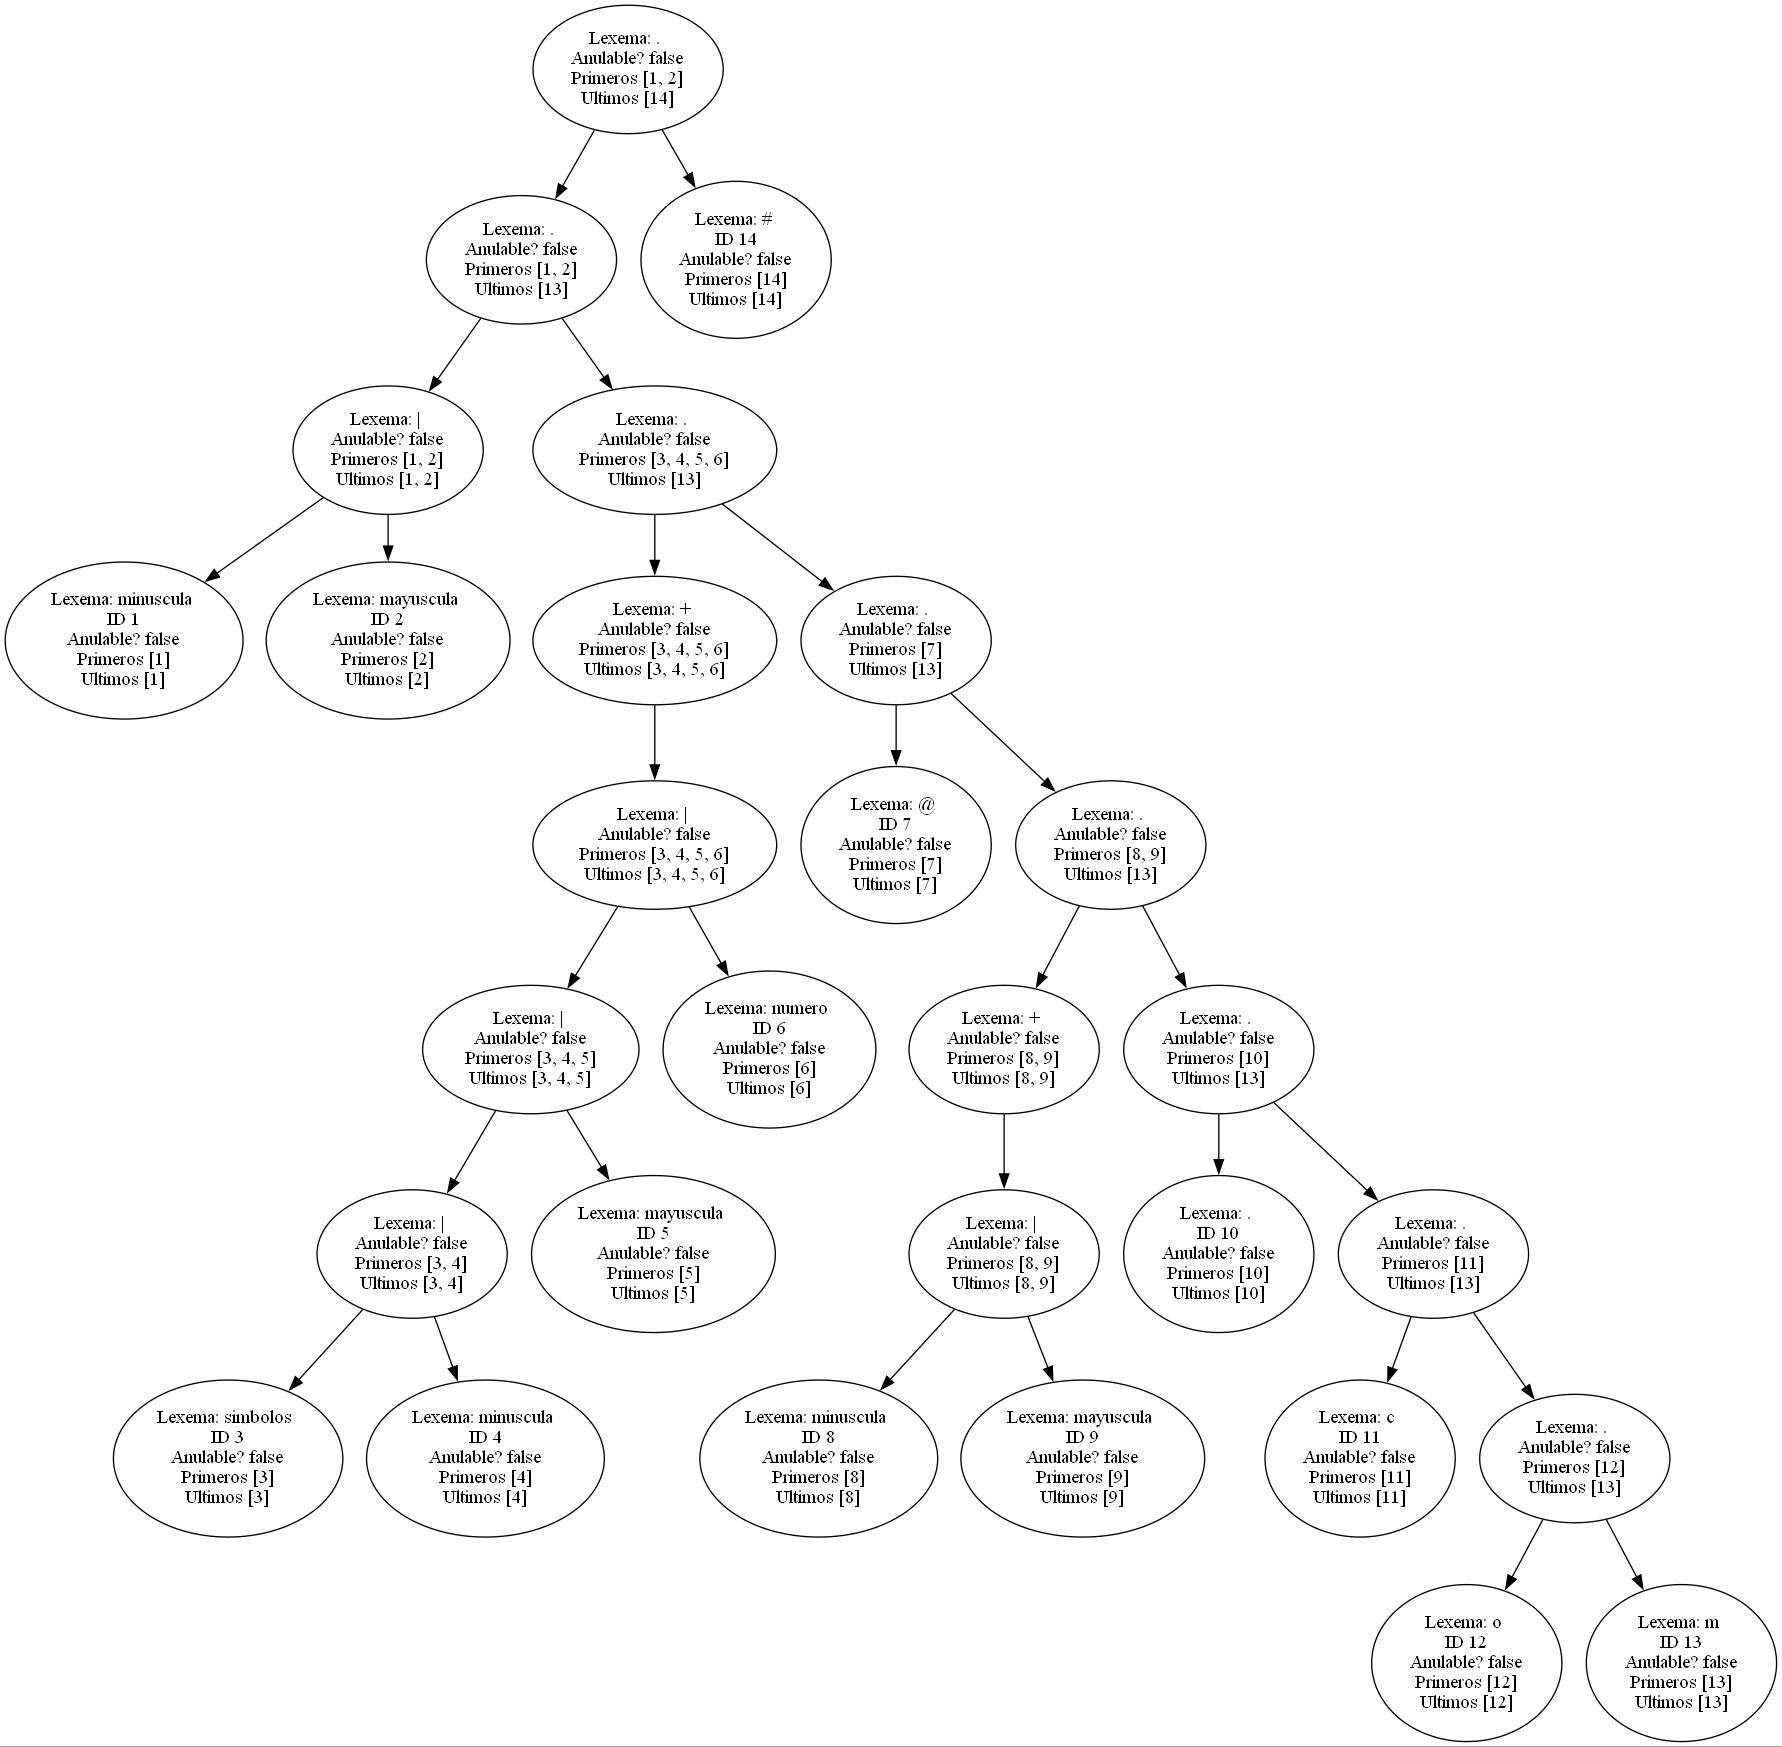 Lexema: .
Anulable? false
Primeros [1, 2]
Ultimos [14]
Lexema: .
Anulable? false
Primeros [1, 2]
Ultimos [13]
Lexema: #
ID 14
Anulable? false
Primeros [14]
Ultimos [14]
Lexema: |
Anulable? false
Primeros [1, 2]
Ultimos [1, 2]
Lexema: .
Anulable? false
Primeros [3, 4, 5, 6]
Ultimos [13]
Lexema: minuscula
ID 1
Anulable? false
Primeros [1]
Ultimos [1]
Lexema: mayuscula
ID 2
Anulable? false
Primeros [2]
Ultimos [2]
Lexema: +
Anulable? false
Primeros [3, 4, 5, 6]
Ultimos [3, 4, 5, 6]
Lexema: .
Anulable? false
Primeros [7]
Ultimos [13]
Lexema: |
Anulable? false
Primeros [3, 4, 5, 6]
Ultimos [3, 4, 5, 6]
Lexema: @
ID 7
Anulable? false
Primeros [7]
Ultimos [7]
Lexema: .
Anulable? false
Primeros [8, 9]
Ultimos [13]
Lexema: |
Anulable? false
Primeros [3, 4, 5]
Ultimos [3, 4, 5]
Lexema: numero
ID 6
Anulable? false
Primeros [6]
Ultimos [6]
Lexema: +
Anulable? false
Primeros [8, 9]
Ultimos [8, 9]
Lexema: .
Anulable? false
Primeros [10]
Ultimos [13]
Lexema: |
Anulable? false
Primeros [3, 4]
Ultimos [3, 4]
Lexema: mayuscula
ID 5
Anulable? false
Primeros [5]
Ultimos [5]
Lexema: |
Anulable? false
Primeros [8, 9]
Ultimos [8, 9]
Lexema: .
ID 10
Anulable? false
Primeros [10]
Ultimos [10]
Lexema: .
Anulable? false
Primeros [11]
Ultimos [13]
Lexema: simbolos
ID 3
Anulable? false
Primeros [3]
Ultimos [3]
Lexema: minuscula
ID 4
Anulable? false
Primeros [4]
Ultimos [4]
Lexema: minuscula
ID 8
Anulable? false
Primeros [8]
Ultimos [8]
Lexema: mayuscula
ID 9
Anulable? false
Primeros [9]
Ultimos [9]
Lexema: c
ID 11
Anulable? false
Primeros [11]
Ultimos [11]
Lexema: .
Anulable? false
Primeros [12]
Ultimos [13]
Lexema: o
ID 12
Anulable? false
Primeros [12]
Ultimos [12]
Lexema: m
ID 13
Anulable? false
Primeros [13]
Ultimos [13]